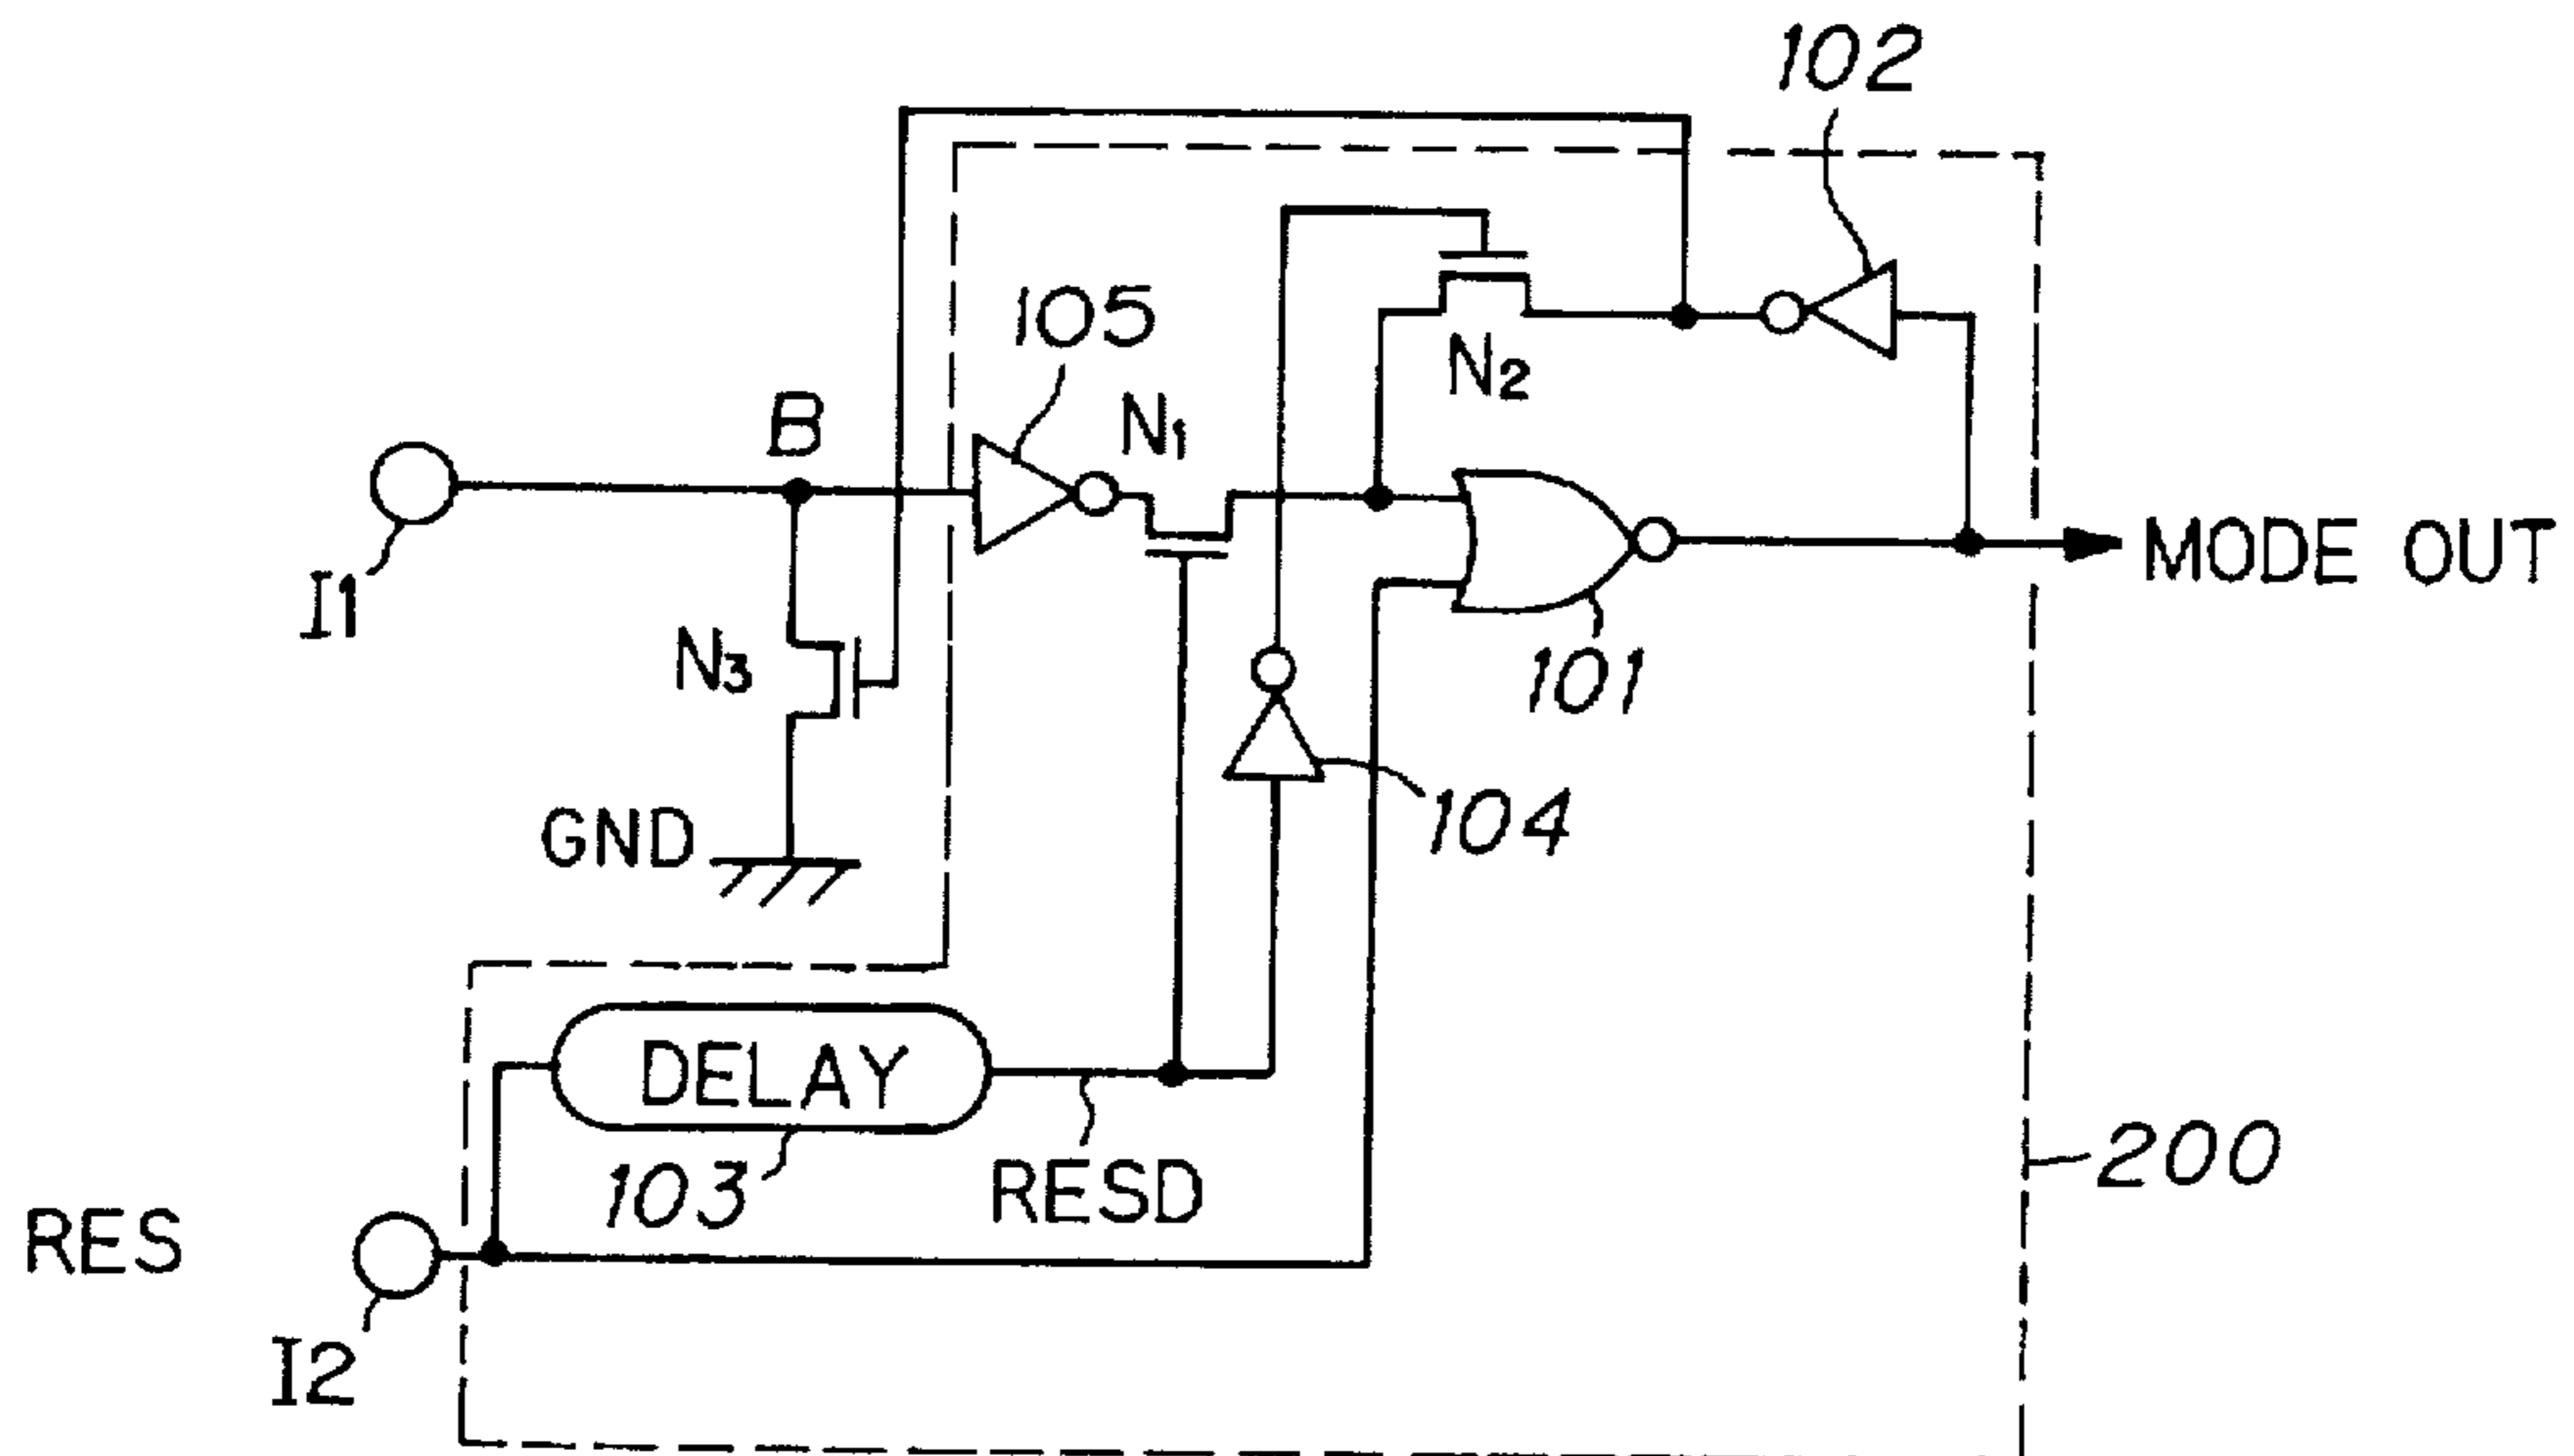 102
105
N1
N2
B
MODE OUT
I1
N3
101
GND
104
DELAY
RESD
103
200
RES
I2